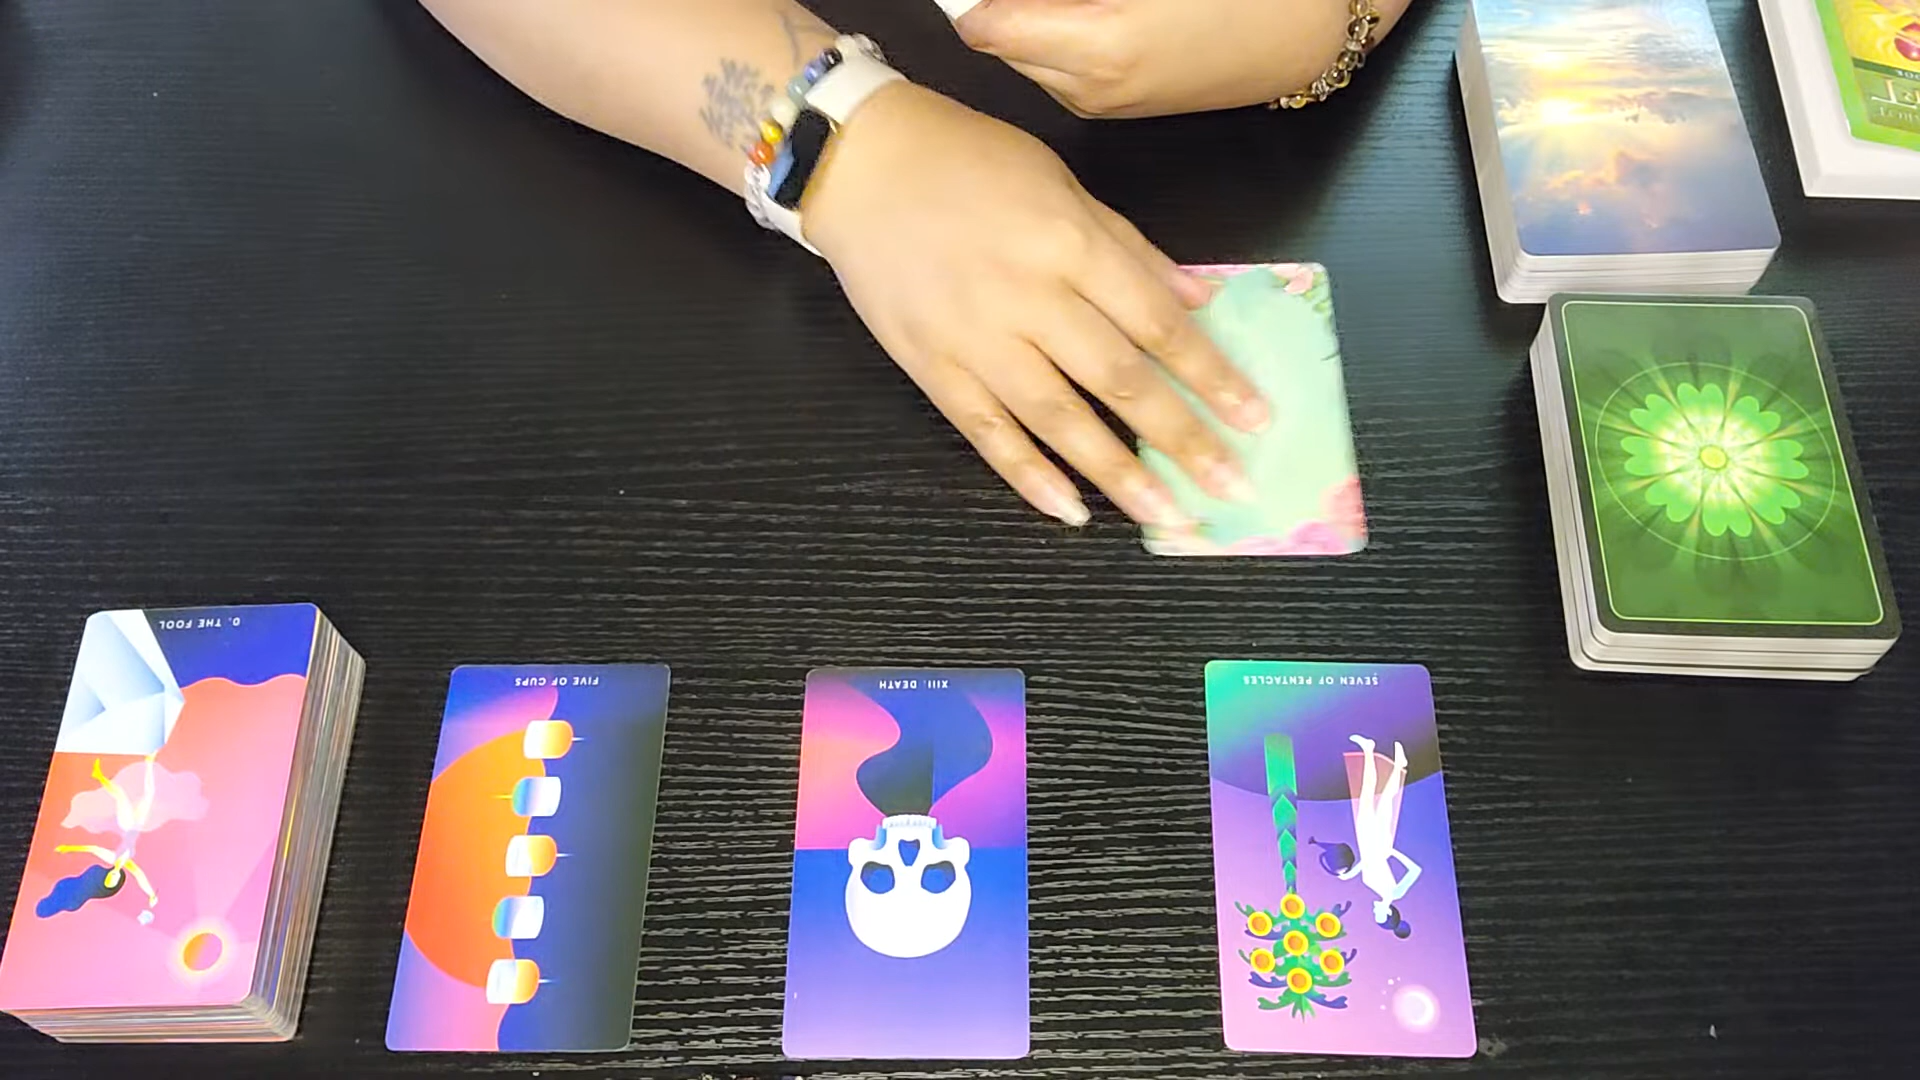 0. THE FOOL
FIVE OF CUPS
XIII. DEATH
SEVEN OF PENTACLES